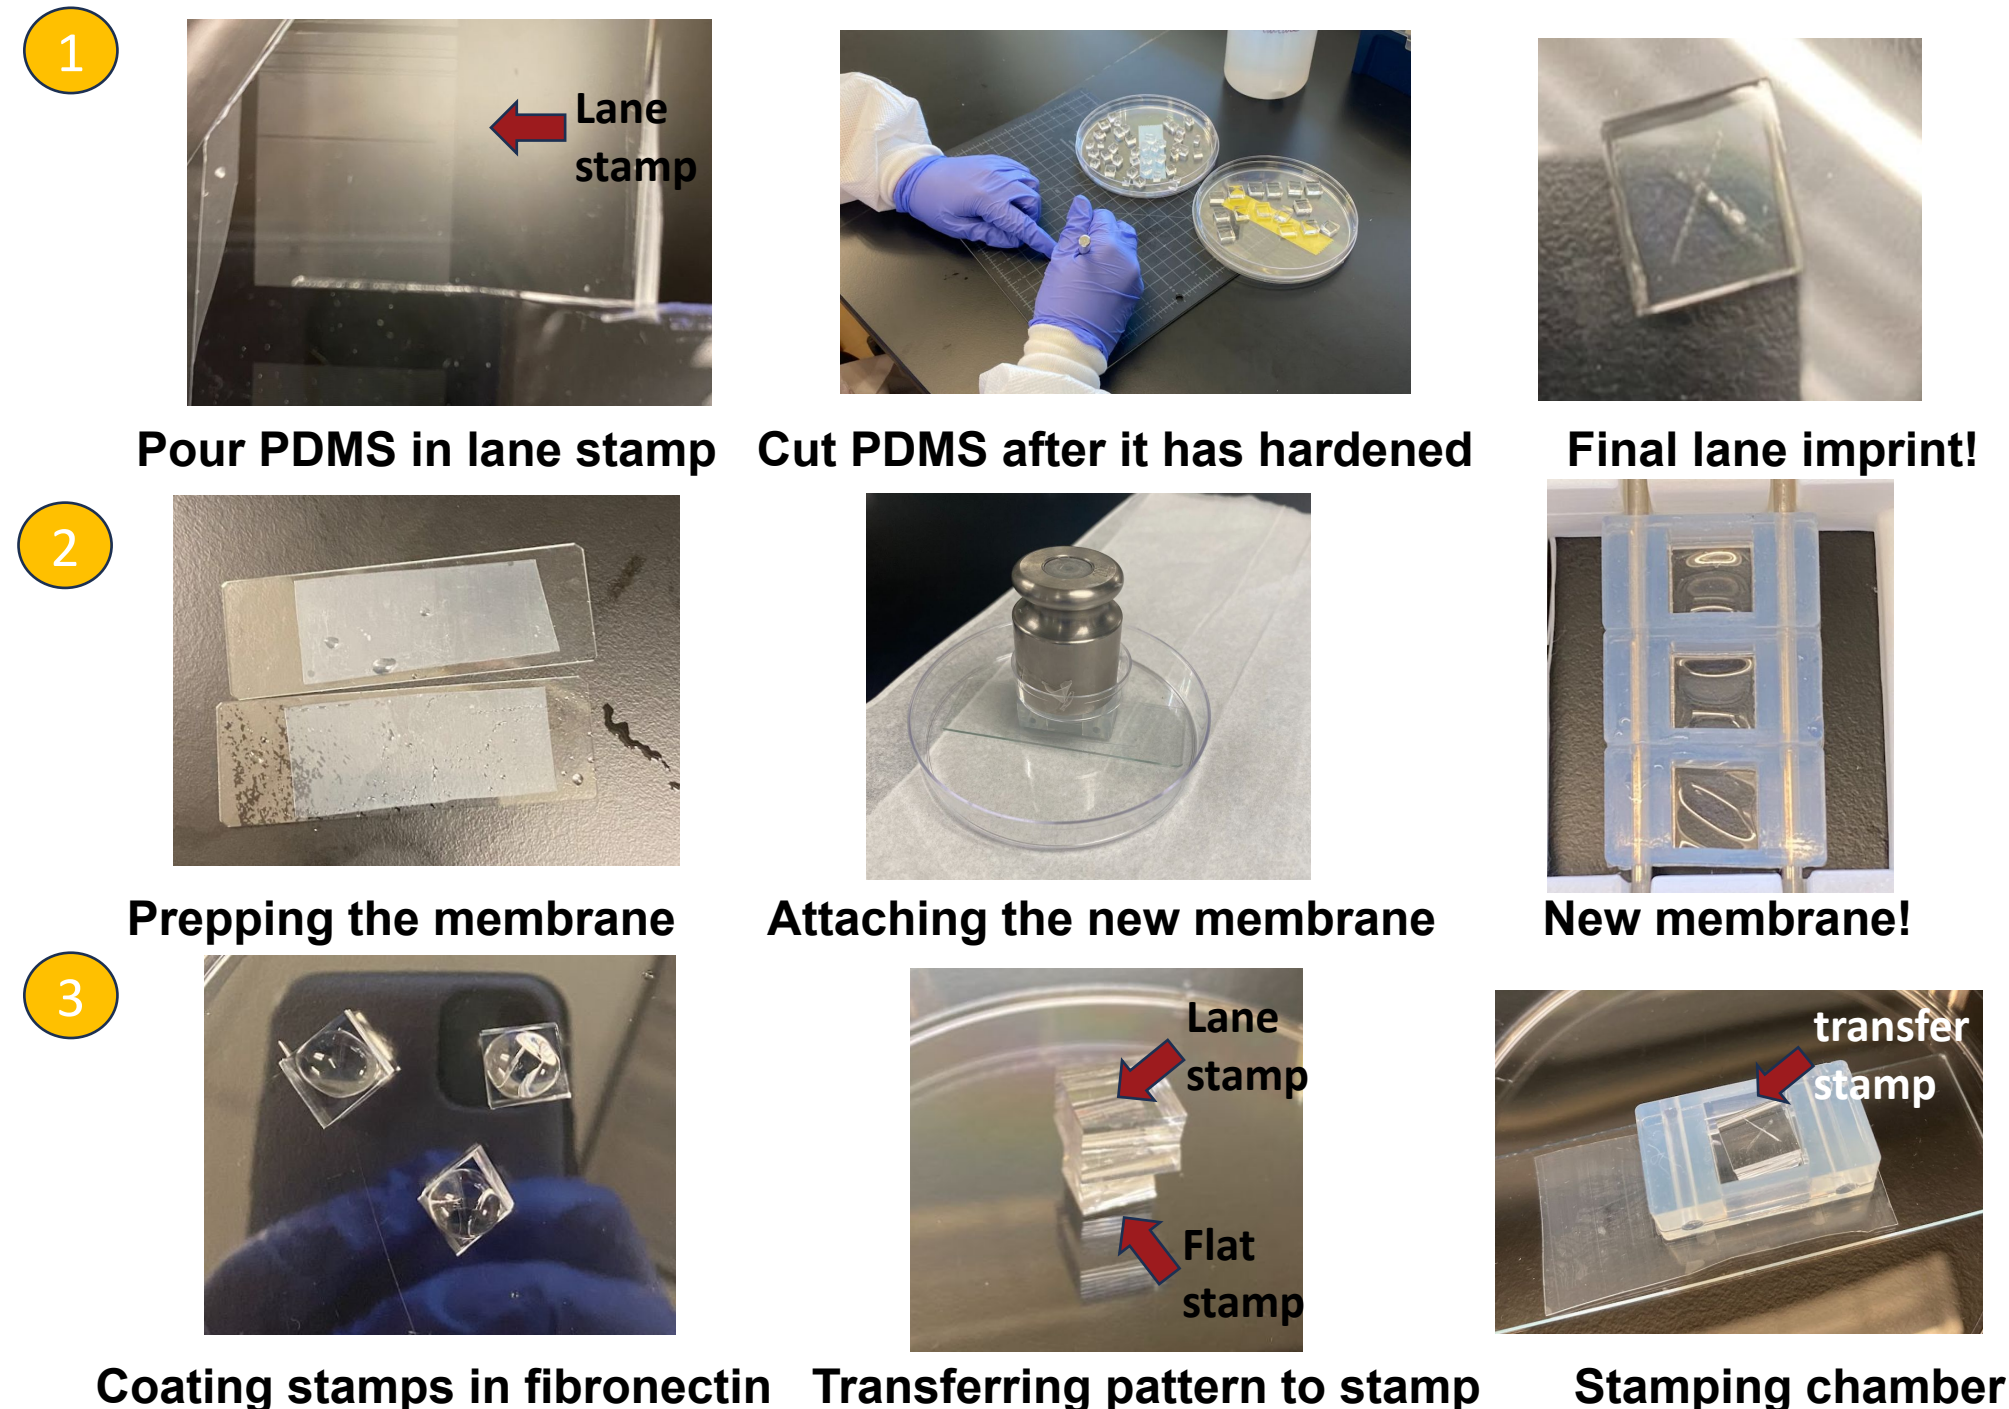 1
Lane
stamp
Pour PDMS in lane stamp
Cut PDMS after it has hardened
Final lane imprint!
2
Prepping the membrane
Attaching the new membrane
New membrane!
3
Lane
stamp
Flat
stamp
transfer
stamp
Coating stamps in fibronectin
Transferring pattern to stamp
Stamping chamber